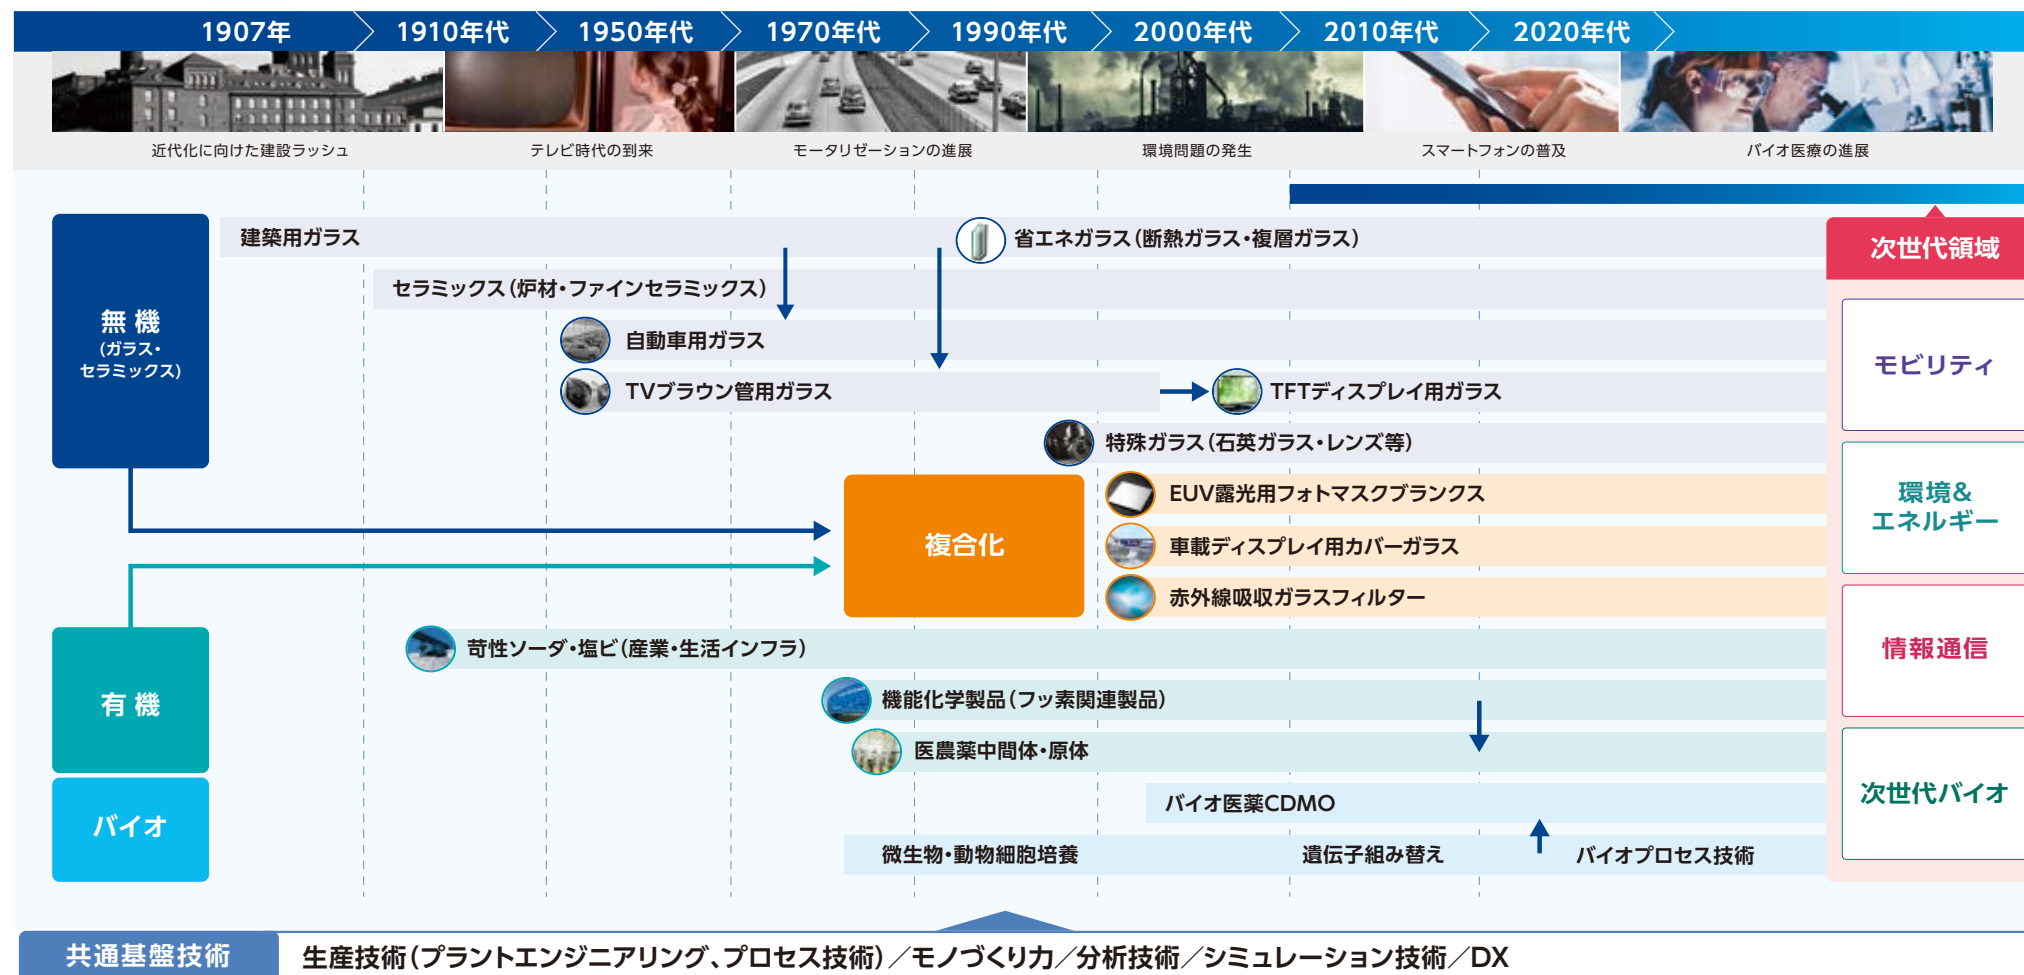 1907年
1910年代
1950年代
1970年代
1990年代
2000年代
2010年代
2020年代
近代化に向けた建設ラッシュ
テレビ時代の到来
モータリゼーションの進展
環境問題の発生
スマートフォンの普及
バイオ医療の進展
無 機
(ガラス・
セラミックス)
建築用ガラス
省エネガラス(断熱ガラス・複層ガラス)
セラミックス(炉材・ファインセラミックス)
自動車用ガラス
TVブラウン管用ガラス
TFTディスプレイ用ガラス
特殊ガラス(石英ガラス・レンズ等)
複合化
EUV露光用フォトマスクブランクス
車載ディスプレイ用カバーガラス
赤外線吸収ガラスフィルター
有 機
苛性ソーダ・塩ビ(産業・生活インフラ)
機能化学製品(フッ素関連製品)
医農薬中間体・原体
バイオ
バイオ医薬CDMO
微生物・動物細胞培養
遺伝子組み替え
バイオプロセス技術
次世代領域
モビリティ
環境&
エネルギー
情報通信
次世代バイオ
共通基盤技術
生産技術(プラントエンジニアリング、プロセス技術)/モノづくり力/分析技術/シミュレーション技術/DX